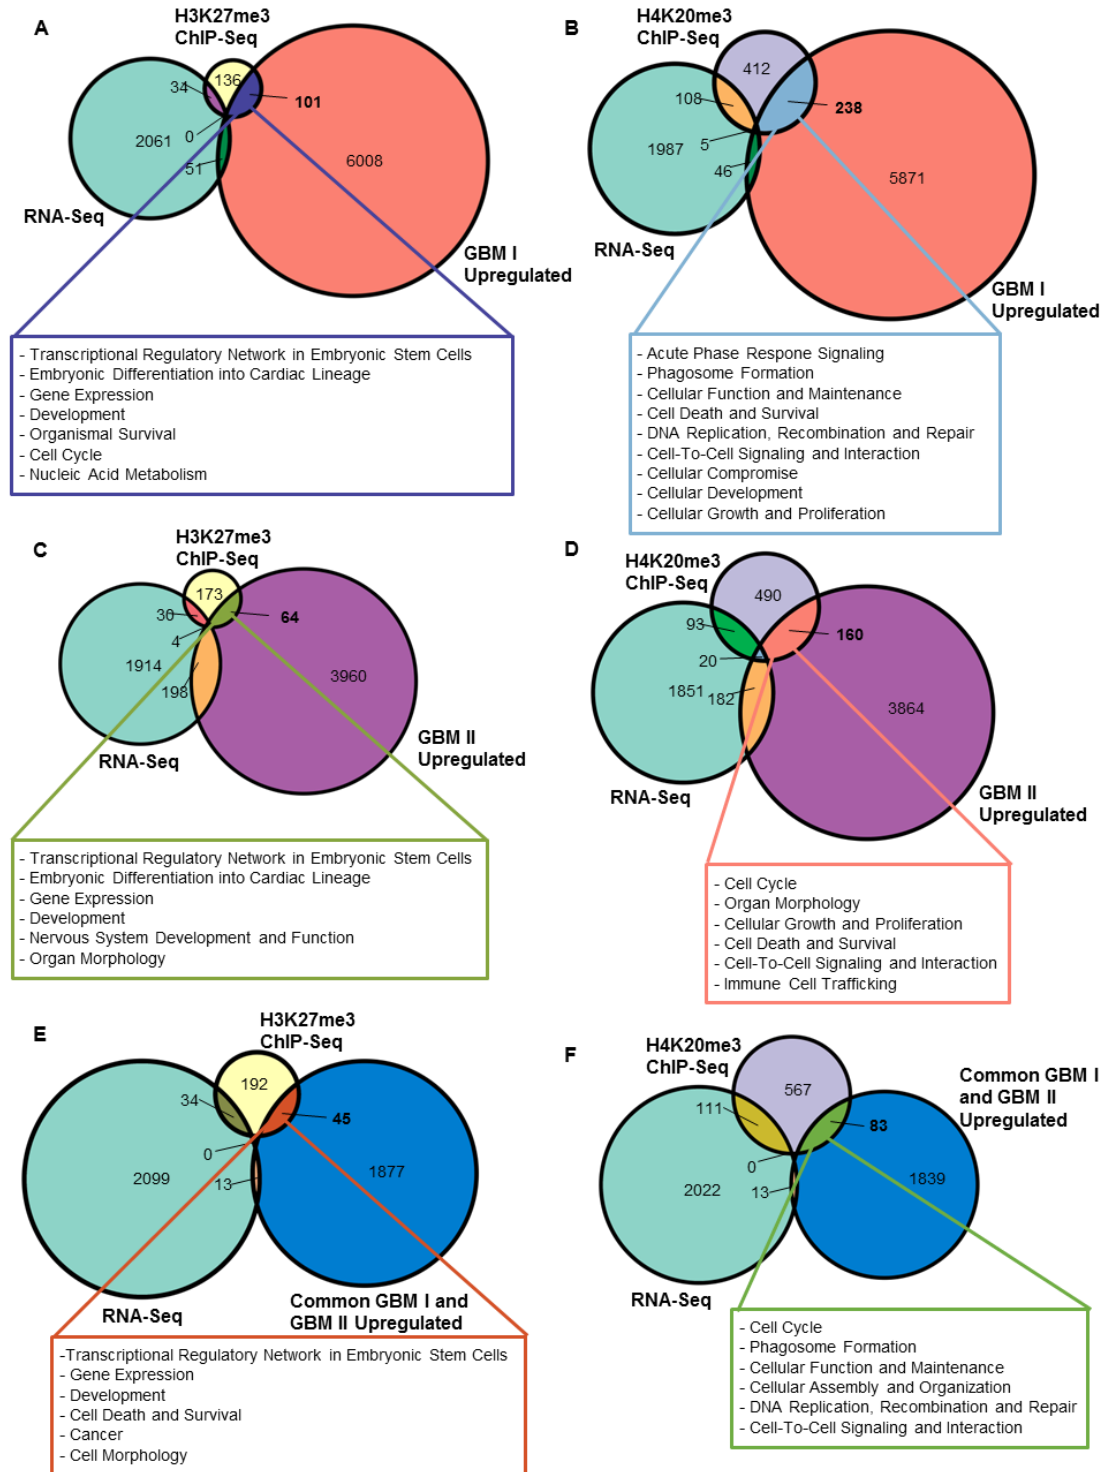 A
H3K27me3
ChIP-Seq
136
34
101
0
2061
51
6008
RNA-Seq
GBM I
Upregulated
- Transcriptional Regulatory Network in Embryonic Stem Cells
- Embryonic Differentiation into Cardiac Lineage
- Gene Expression
- Development
- Organismal Survival
- Cell Cycle
- Nucleic Acid Metabolism
B
H4K20me3
ChIP-Seq
412
108
238
5
1987
46
5871
RNA-Seq
GBM I
Upregulated
- Acute Phase Respone Signaling
- Phagosome Formation
- Cellular Function and Maintenance
- Cell Death and Survival
- DNA Replication, Recombination and Repair
- Cell-To-Cell Signaling and Interaction
- Cellular Compromise
- Cellular Development
- Cellular Growth and Proliferation
C
H3K27me3
ChIP-Seq
173
30
64
4
1914
198
3960
RNA-Seq
GBM II
Upregulated
- Transcriptional Regulatory Network in Embryonic Stem Cells
- Embryonic Differentiation into Cardiac Lineage
- Gene Expression
- Development
- Nervous System Development and Function
- Organ Morphology
D
H4K20me3
ChIP-Seq
490
93
160
20
1851
182
3864
RNA-Seq
GBM II
Upregulated
- Cell Cycle
- Organ Morphology
- Cellular Growth and Proliferation
- Cell Death and Survival
- Cell-To-Cell Signaling and Interaction
- Immune Cell Trafficking
E
H3K27me3
ChIP-Seq
192
34
45
0
2099
13
1877
RNA-Seq
Common GBM I and
GBM II Upregulated
-Transcriptional Regulatory Network in Embryonic Stem Cells
- Gene Expression
- Development
- Cell Death and Survival
- Cancer
- Cell Morphology
F
H4K20me3
ChIP-Seq
567
Common GBM I
and GBM II
Upregulated
111
83
0
2022
13
1839
RNA-Seq
- Cell Cycle
- Phagosome Formation
- Cellular Function and Maintenance
- Cellular Assembly and Organization
- DNA Replication, Recombination and Repair
- Cell-To-Cell Signaling and Interaction